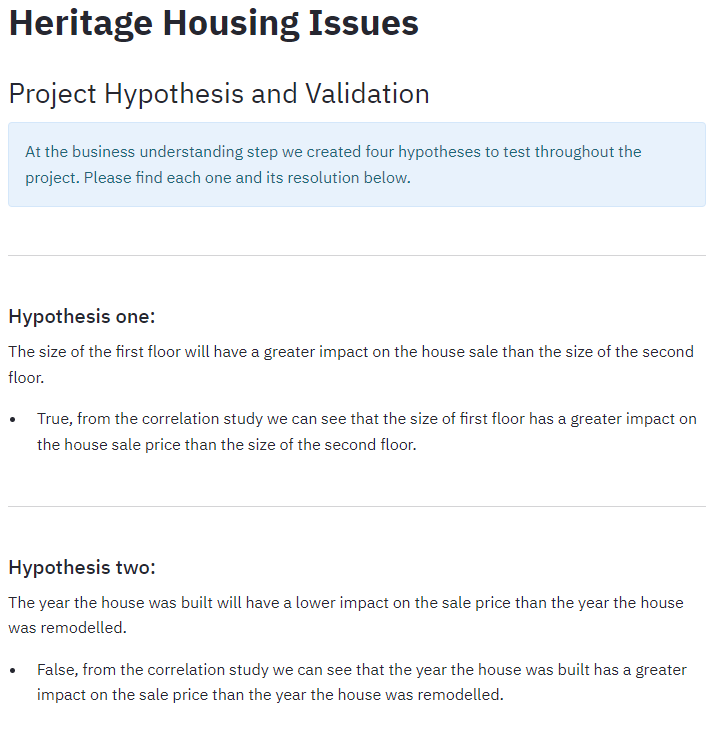 Heritage Housing Issues
Project Hypothesis and Validation
At the business understanding step we created four hypotheses to test throughout the
project. Please find each one and its resolution below.
Hypothesis one:
The size of the first floor will have a greater impact on the house sale than the size of the second
floor.
• True, from the correlation study we can see that the size of first floor has a greater impact on
the house sale price than the size of the second floor.
Hypothesis two:
The year the house was built will have a lower impact on the sale price than the year the house
was remodelled.
• False, from the correlation study we can see that the year the house was built has a greater
impact on the sale price than the year the house was remodelled.